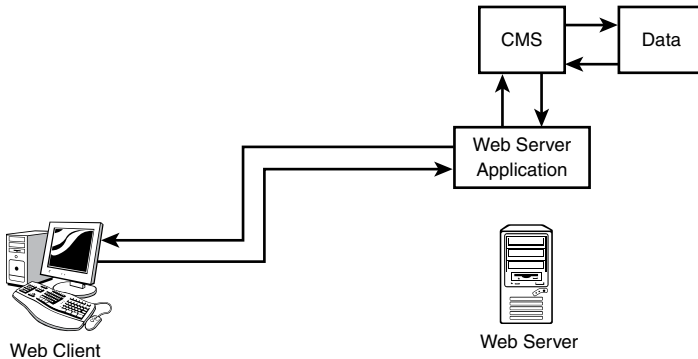 CMS
Data
Web Server
Application
Web Server
Web Client